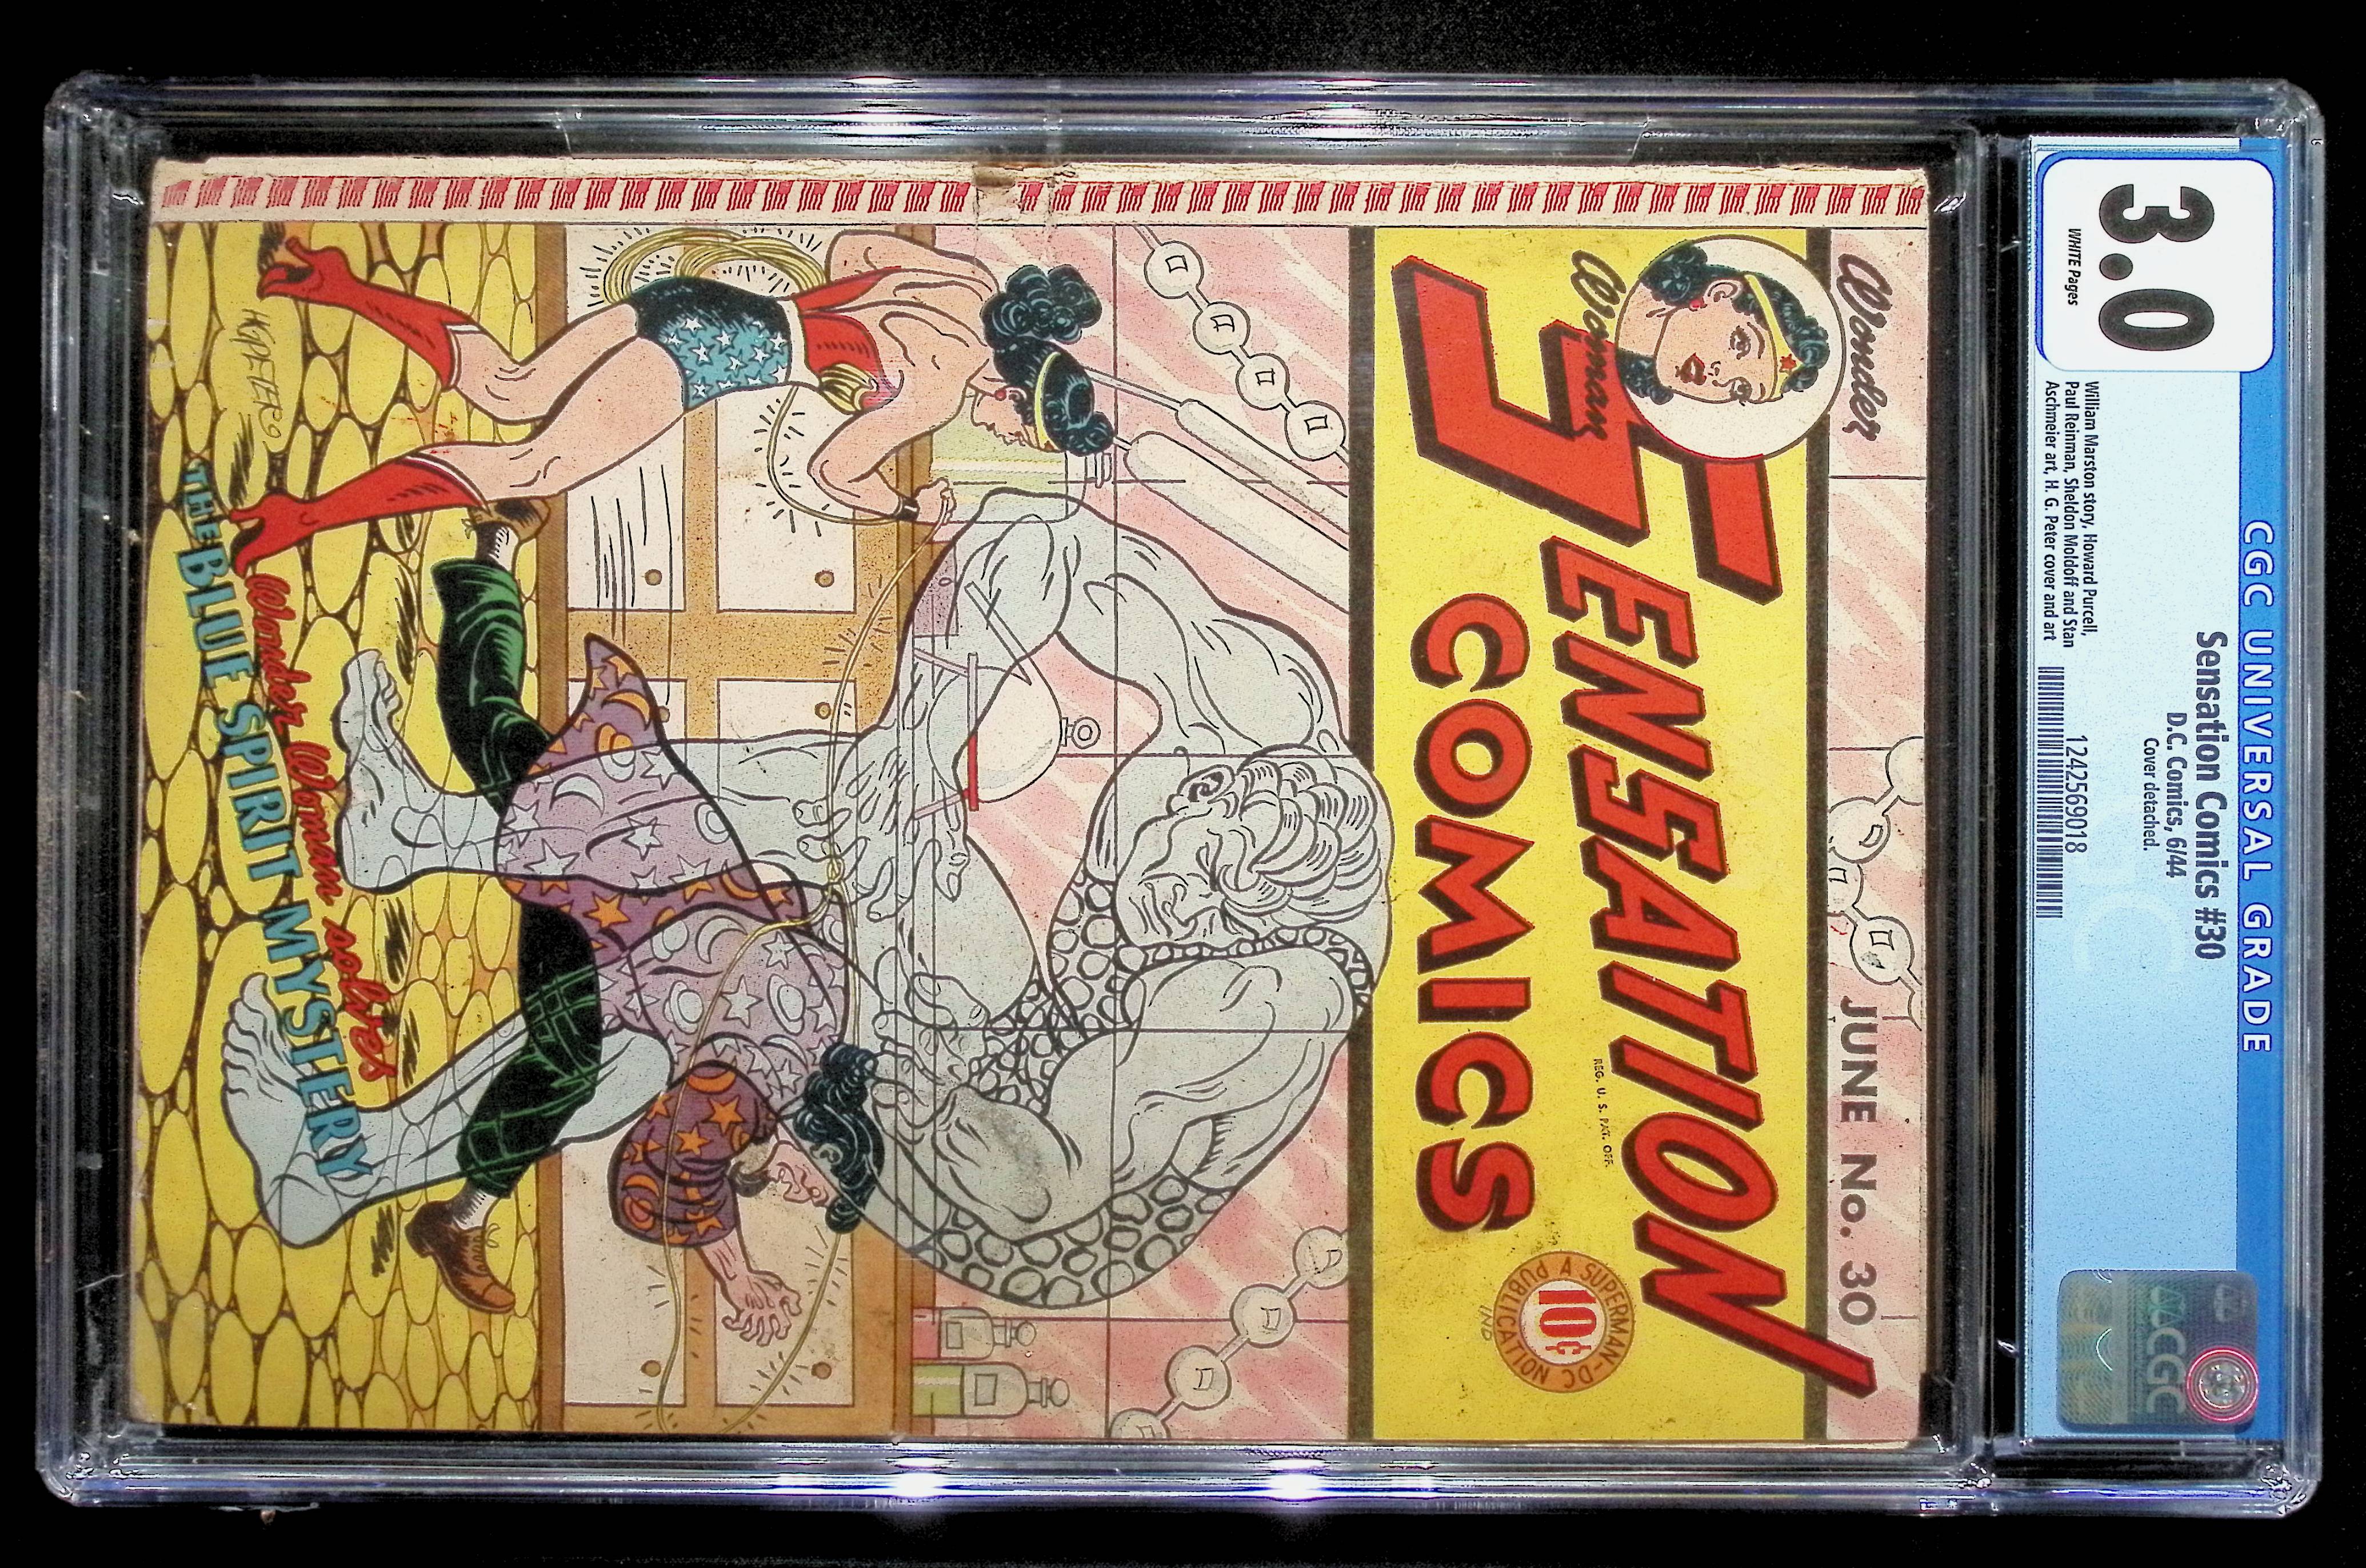 CGC UNIVERSAL GRADE
3.0
WHITE Pages
Sensation Comics #30
D.C. Comics, 6/44
Cover detached.
William Marston story, Howard Purcell,
Paul Reinman, Sheldon Moldoff and Stan
Aschmeier art, H. G. Peter cover and art
1242569018
CGC
Wonder
Woman
JUNE No. 30
SENSATION
COMICS
REG. U. S. PAT. OFF.
A SUPERMAN-DC PUBLICATION
10¢
Wonder Woman solves
THE BLUE SPIRIT MYSTERY